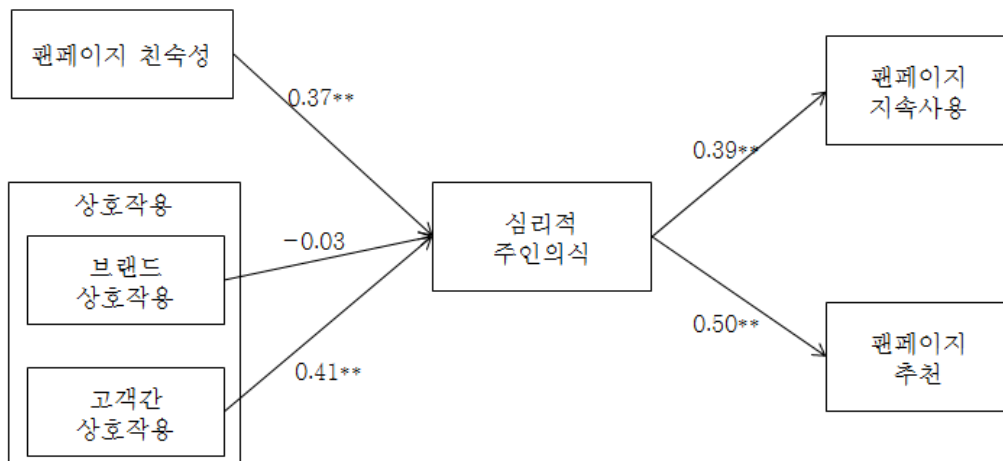 팬페이지 친숙성
0.37**
상호작용
브랜드
상호작용
-0.03
고객간
상호작용
0.41**
심리적
주인의식
0.39**
팬페이지
지속사용
0.50**
팬페이지
추천